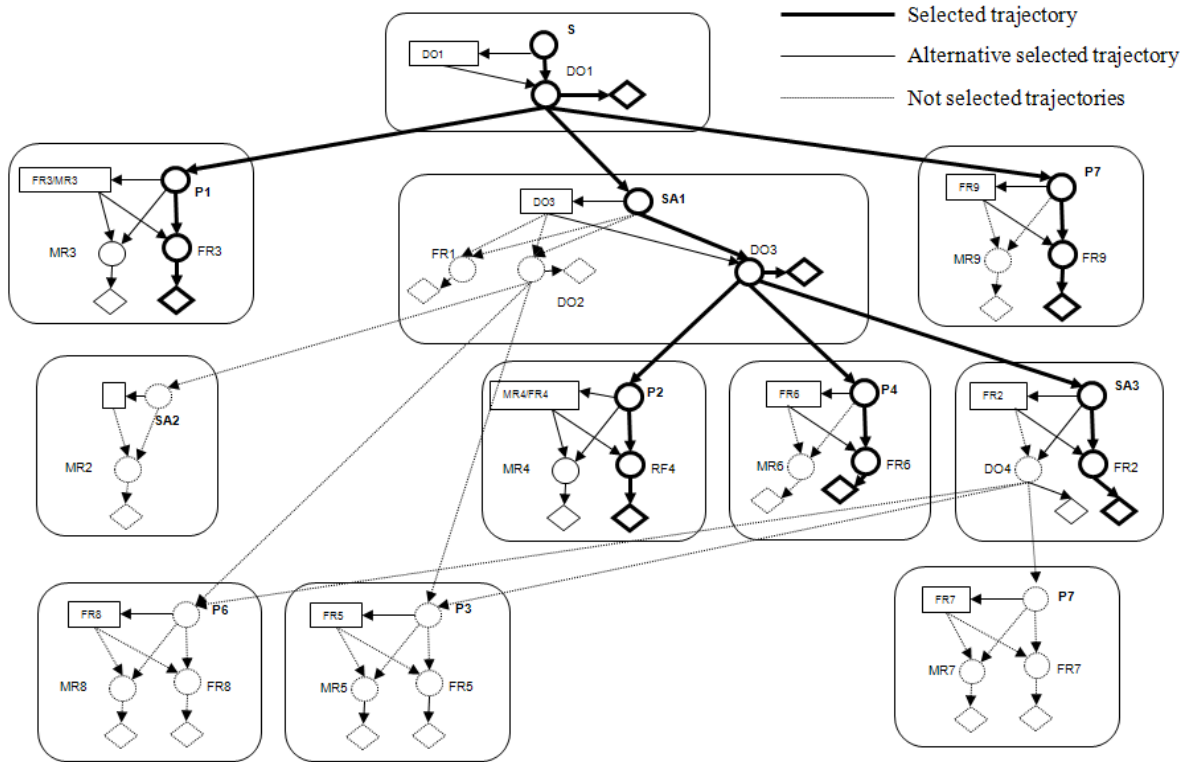 S
Selected trajectory
DO1
Alternative selected trajectory
DO1
Not selected trajectories
FR3/MR3
P1
MR3
FR3
DO3
SA1
FR1
DO3
DO2
FR9
P7
MR9
FR9
SA2
MR2
MR4/FR4
P2
MR4
RF4
FR6
P4
MR6
FR6
FR2
SA3
DO4
FR2
FR8
P6
MR8
FR8
FR5
P3
MR5
FR5
FR7
P7
MR7
FR7